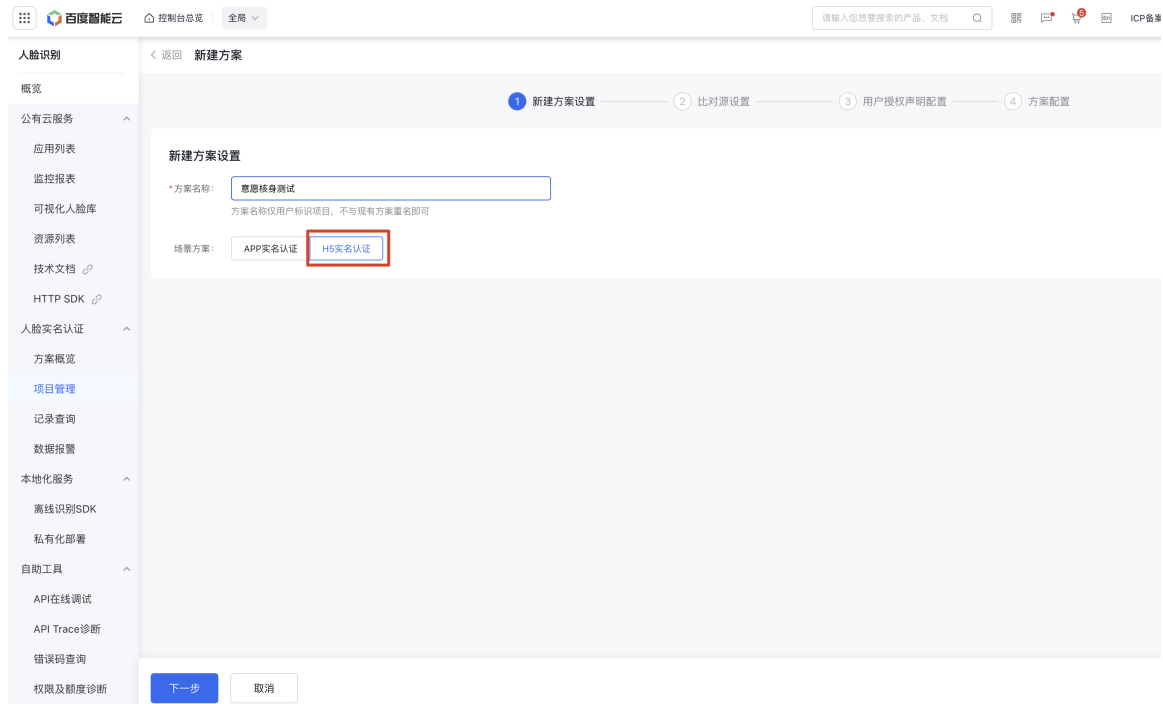 百度智能云 控制台总览 全局 请输入您想要搜索的产品、文档 5 EN ICP备案
人脸识别
返回 新建方案
概览
公有云服务
应用列表
监控报表
可视化人脸库
资源列表
技术文档
HTTP SDK
人脸实名认证
方案概览
项目管理
记录查询
数据报警
本地化服务
离线识别SDK
私有化部署
自助工具
API在线调试
API Trace诊断
错误码查询
权限及额度诊断
1 新建方案设置 2 比对源设置 3 用户授权声明配置 4 方案配置
新建方案设置
*方案名称: 意愿核身测试
方案名称仅用户标识项目，不与现有方案重名即可
场景方案: APP实名认证 H5实名认证
下一步 取消